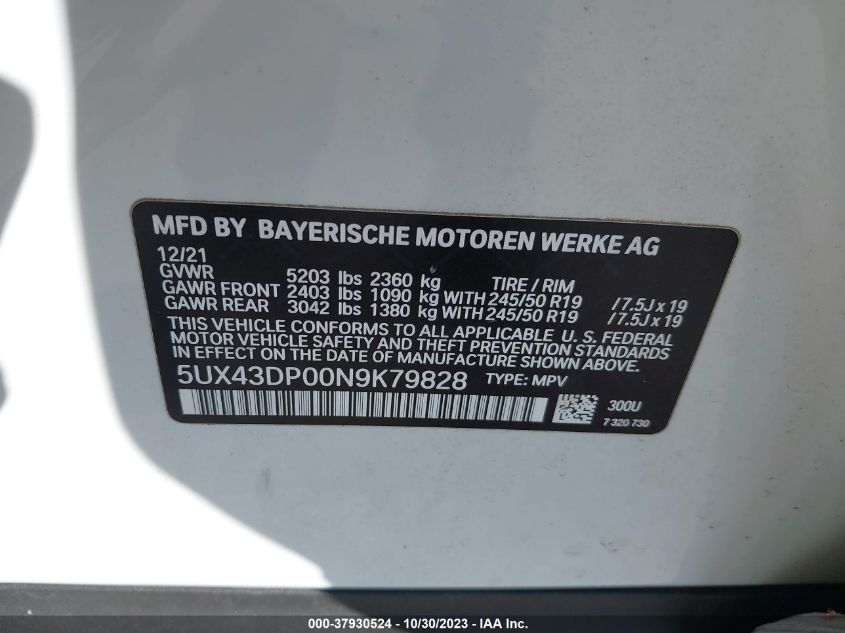 MFD BY BAYERISCHE MOTOREN WERKE AG
12/21
GVWR 5203 lbs 2360 kg TIRE / RIM
GAWR FRONT 2403 lbs 1090 kg WITH 245/50 R19 /7.5J x 19
GAWR REAR 3042 lbs 1380 kg WITH 245/50 R19 /7.5J x 19
THIS VEHICLE CONFORMS TO ALL APPLICABLE U. S. FEDERAL
MOTOR VEHICLE SAFETY AND THEFT PREVENTION STANDARDS
IN EFFECT ON THE DATE OF MANUFACTURE SHOWN ABOVE.
5UX43DP00N9K79828 TYPE: MPV
300U
7 320 730
000-37930524 - 10/30/2023 - IAA Inc.